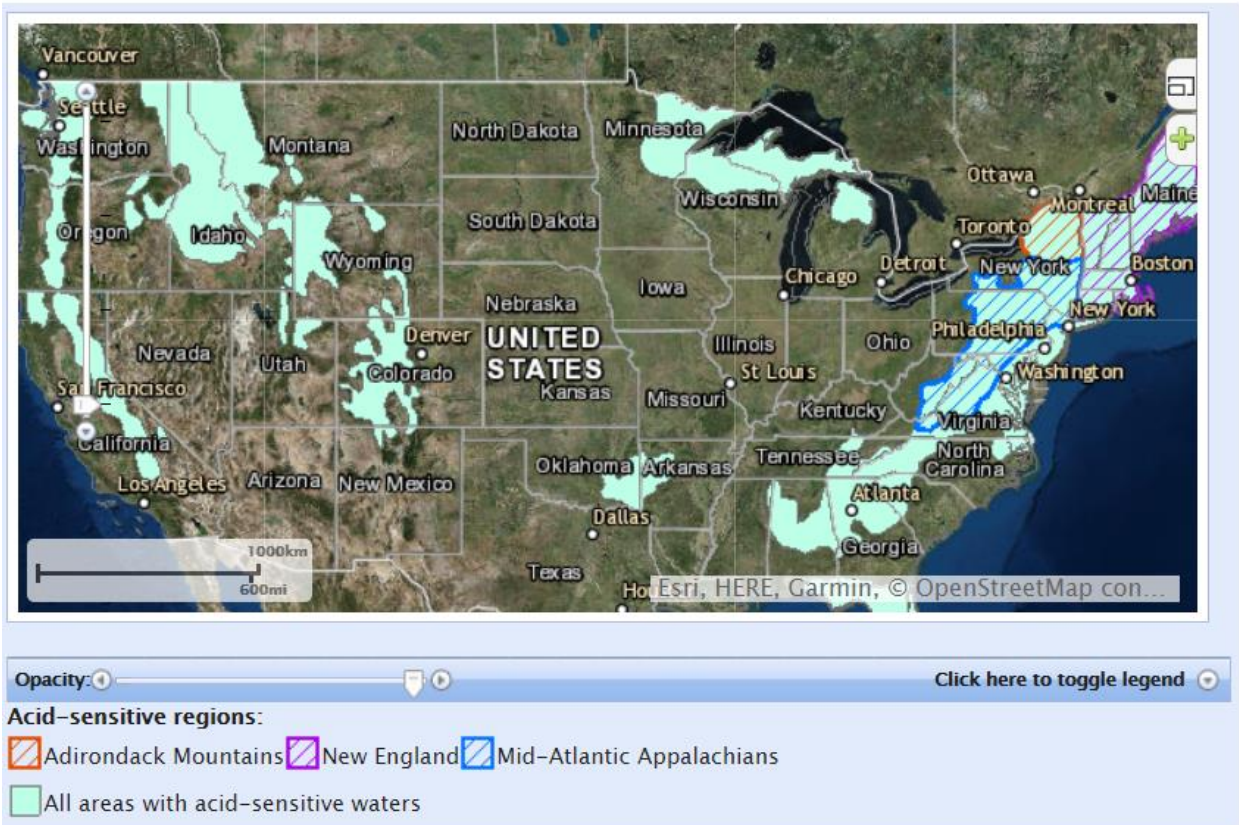 Vancouver
Seattle
Washington
Montana
North Dakota
Minnesota
Ottawa
Montreal
Maine
Wisconsin
South Dakota
Oregon
Idaho
Toronto
Wyoming
Detroit
New York
Boston
Chicago
Iowa
Nebraska
New York
Denver
UNITED
STATES
Philadelphia
Nevada
Utah
Illinois
Ohio
Colorado
St Louis
Washington
San Francisco
Kansas
Missouri
Kentucky
Virginia
California
Tennessee
North
Carolina
Oklahoma
Arkansas
Los Angeles
Arizona
New Mexico
Atlanta
Dallas
Georgia
1000km
Texas
600mi
Esri, HERE, Garmin, © OpenStreetMap con...
Opacity:
Click here to toggle legend
Acid-sensitive regions:
Adirondack Mountains New England Mid-Atlantic Appalachians
All areas with acid-sensitive waters